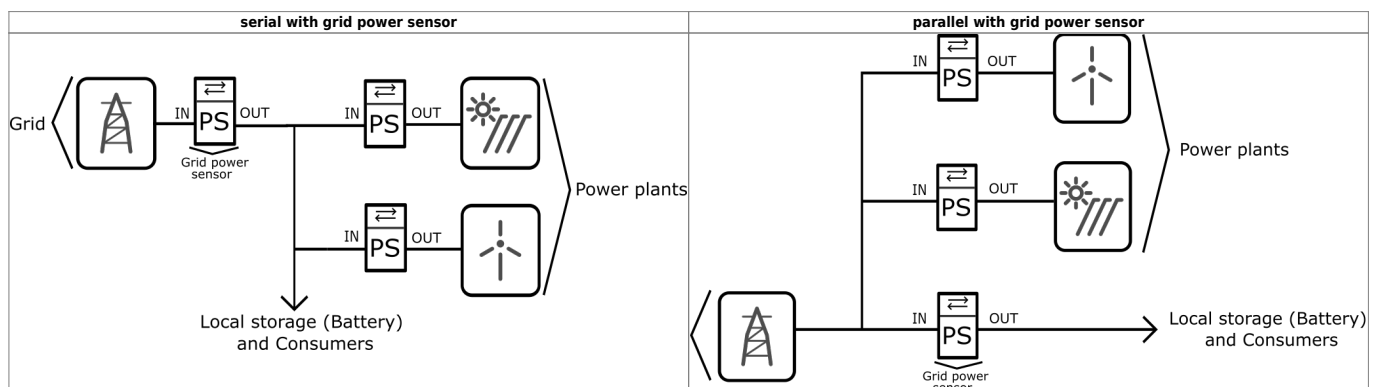 serial with grid power sensor
Grid
IN
PS
OUT
Grid power
sensor
IN
PS
OUT
IN
PS
OUT
Power plants
Local storage (Battery)
and Consumers
parallel with grid power sensor
IN
PS
OUT
IN
PS
OUT
Power plants
IN
PS
OUT
Grid power
sensor
Local storage (Battery)
and Consumers